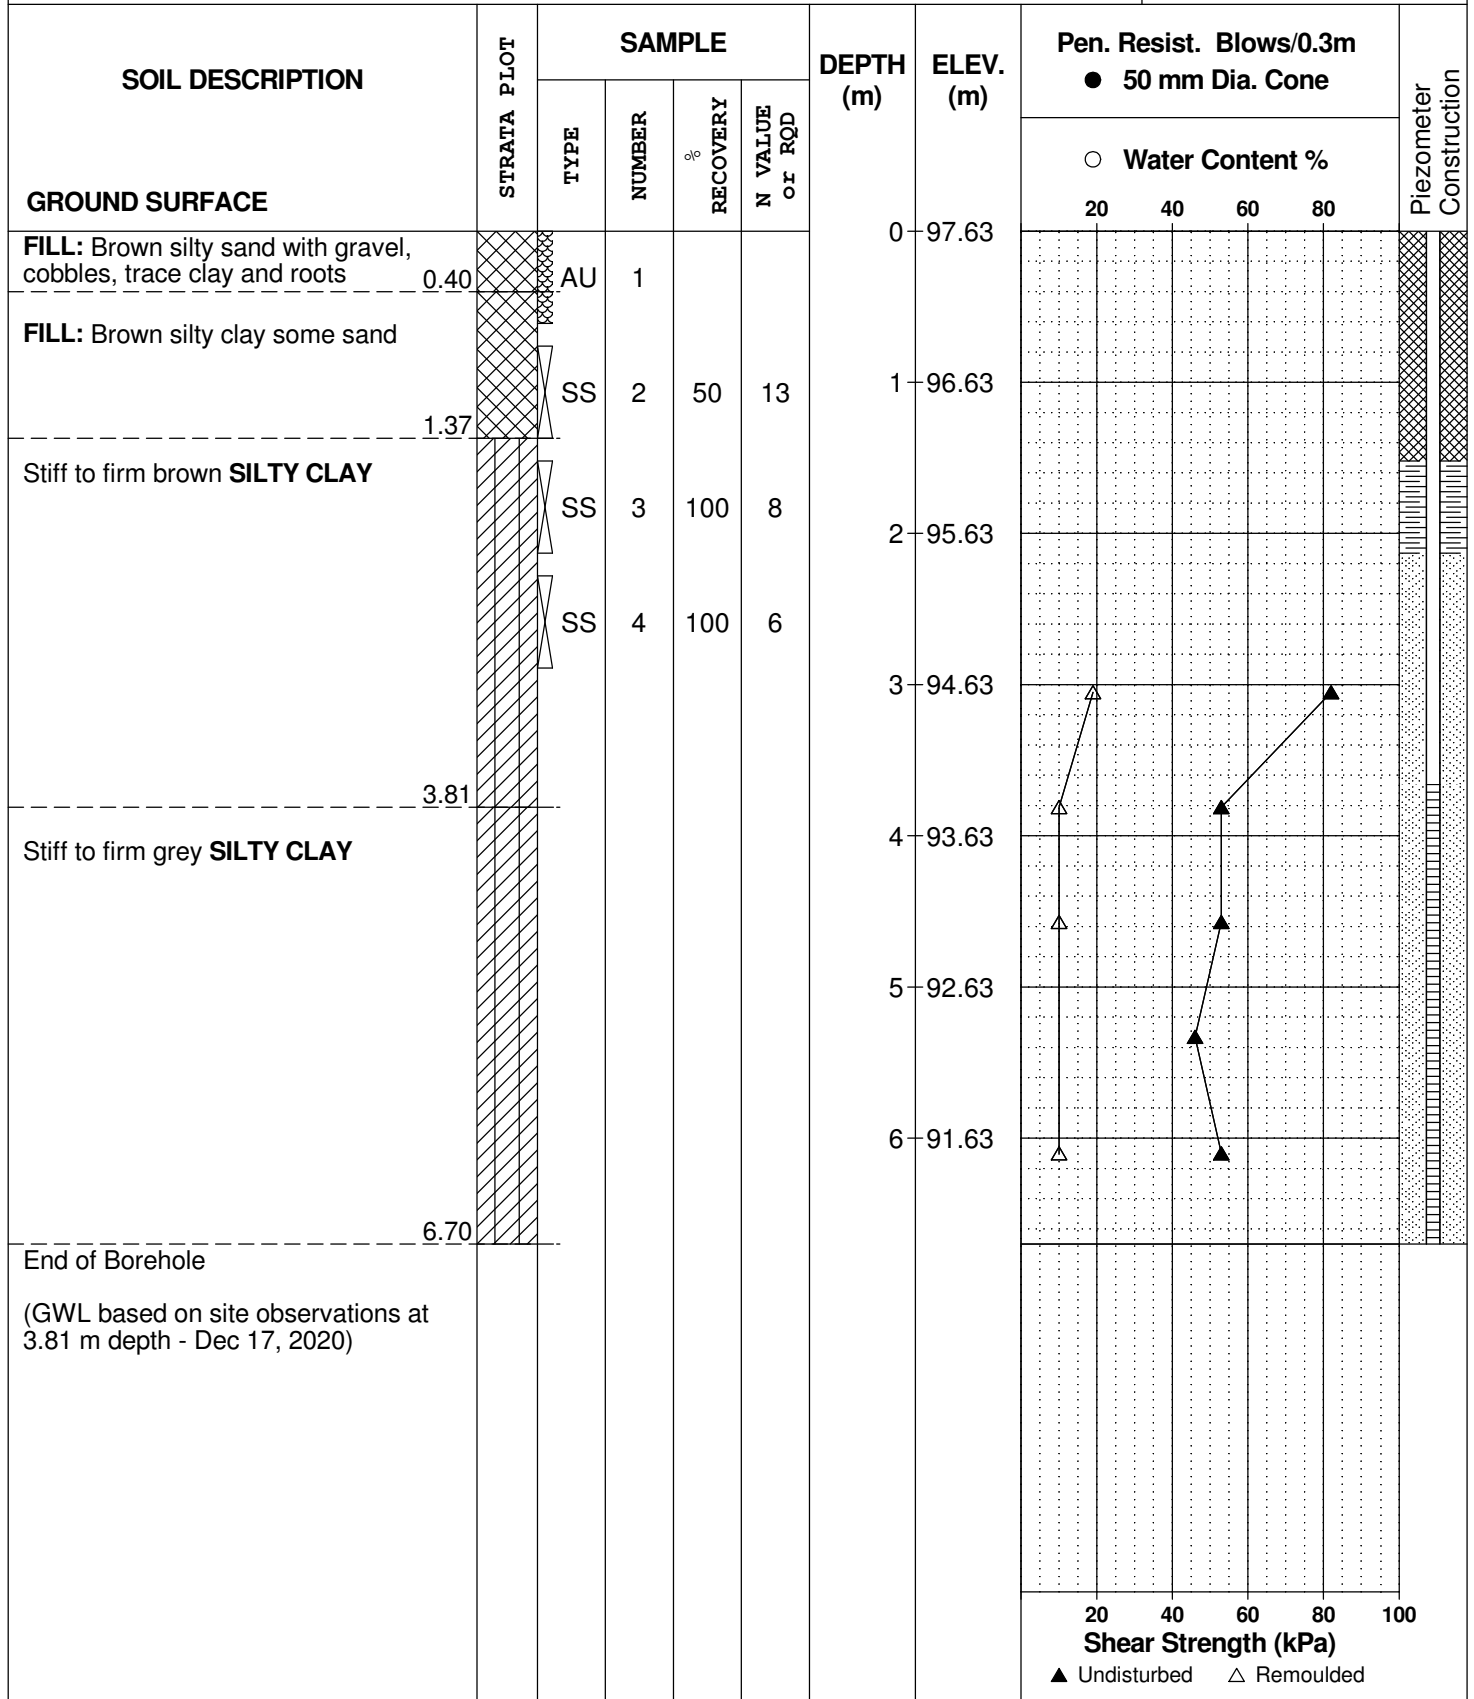 SOIL DESCRIPTION
GROUND SURFACE
STRATA PLOT
SAMPLE
TYPE
NUMBER
%
RECOVERY
N VALUE
or RQD
DEPTH
(m)
ELEV.
(m)
Pen. Resist. Blows/0.3m
● 50 mm Dia. Cone
○ Water Content %
20 40 60 80
Piezometer
Construction
0 97.63
FILL: Brown silty sand with gravel,
cobbles, trace clay and roots 0.40
AU 1
FILL: Brown silty clay some sand
1 96.63
SS 2 50 13
1.37
Stiff to firm brown SILTY CLAY
SS 3 100 8
2 95.63
SS 4 100 6
3 94.63
3.81
4 93.63
Stiff to firm grey SILTY CLAY
5 92.63
6 91.63
6.70
End of Borehole
(GWL based on site observations at
3.81 m depth - Dec 17, 2020)
20 40 60 80 100
Shear Strength (kPa)
▲ Undisturbed △ Remoulded